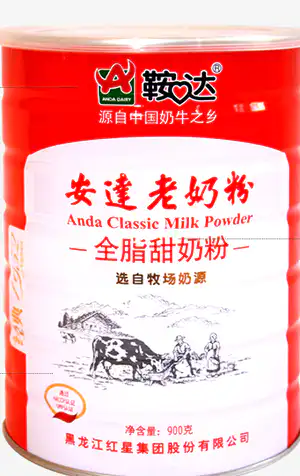 ANDA DAIRY
鞍达®
源自中国奶牛之乡
安達老奶粉
Anda Classic Milk Powder
全脂甜奶粉
选自牧场奶源
净含量: 900克
黑龙江红星集团股份有限公司